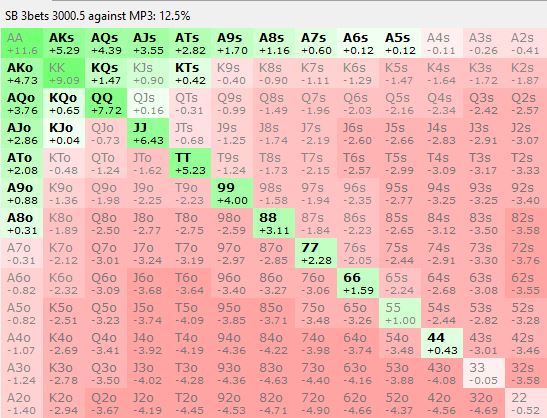 SB 3bets 3000.5 against MP3: 12.5%
AA AKs AQs AJs ATs A9s A8s A7s A6s A5s A4s A3s A2s
+11.6 +5.29 +4.39 +3.55 +2.82 +1.70 +1.16 +0.60 +0.12 +0.12 -0.11 -0.26 -0.41
AKo KK KQs KJs KTs K9s K8s K7s K6s K5s K4s K3s K2s
+4.73 +9.09 +1.47 +0.90 +0.42 -0.40 -0.90 -1.11 -1.29 -1.47 -1.64 -1.72 -1.87
AQo KQo QQ QJs QTs Q9s Q8s Q7s Q6s Q5s Q4s Q3s Q2s
+3.76 +0.65 +7.72 +0.16 -0.31 -0.99 -1.49 -1.96 -2.03 -2.16 -2.34 -2.42 -2.57
AJo KJo QJo JJ JTs J9s J8s J7s J6s J5s J4s J3s J2s
+2.86 +0.04 -0.73 +6.43 -0.68 -1.25 -1.74 -2.19 -2.60 -2.66 -2.83 -2.91 -3.07
ATo KTo QTo JTo TT T9s T8s T7s T6s T5s T4s T3s T2s
+2.08 -0.48 -1.24 -1.62 +5.23 -1.24 -1.73 -2.15 -2.57 -2.99 -3.09 -3.17 -3.33
A9o K9o Q9o J9o T9o 99 98s 97s 96s 95s 94s 93s 92s
+0.88 -1.36 -1.98 -2.25 -2.23 +4.00 -1.58 -1.94 -2.35 -2.77 -3.25 -3.25 -3.40
A8o K8o Q8o J8o T8o 98o 88 87s 86s 85s 84s 83s 82s
+0.31 -1.89 -2.50 -2.77 -2.75 -2.59 +3.11 -1.84 -2.23 -2.65 -3.12 -3.50 -3.58
A7o K7o Q7o J7o T7o 97o 87o 77 76s 75s 74s 73s 72s
-0.31 -2.12 -3.01 -3.24 -3.19 -2.97 -2.85 +2.28 -2.05 -2.44 -2.91 -3.30 -3.76
A6o K6o Q6o J6o T6o 96o 86o 76o 66 65s 64s 63s 62s
-0.82 -2.32 -3.09 -3.68 -3.64 -3.40 -3.27 -3.06 +1.59 -2.24 -2.68 -3.08 -3.55
A5o K5o Q5o J5o T5o 95o 85o 75o 65o 55 54s 53s 52s
-0.82 -2.51 -3.23 -3.74 -4.09 -3.85 -3.71 -3.48 -3.26 +1.00 -2.44 -2.82 -3.28
A4o K4o Q4o J4o T4o 94o 84o 74o 64o 54o 44 43s 42s
-1.07 -2.69 -3.41 -3.92 -4.19 -4.36 -4.22 -3.98 -3.74 -3.48 +0.43 -3.01 -3.46
A3o K3o Q3o J3o T3o 93o 83o 73o 63o 53o 43o 33 32s
-1.24 -2.78 -3.50 -4.02 -4.28 -4.36 -4.63 -4.40 -4.16 -3.88 -4.08 -0.05 -3.58
A2o K2o Q2o J2o T2o 92o 82o 72o 62o 52o 42o 32o 22
-1.40 -2.94 -3.67 -4.19 -4.45 -4.53 -4.71 -4.90 -4.66 -4.37 -4.56 -4.69 -0.52